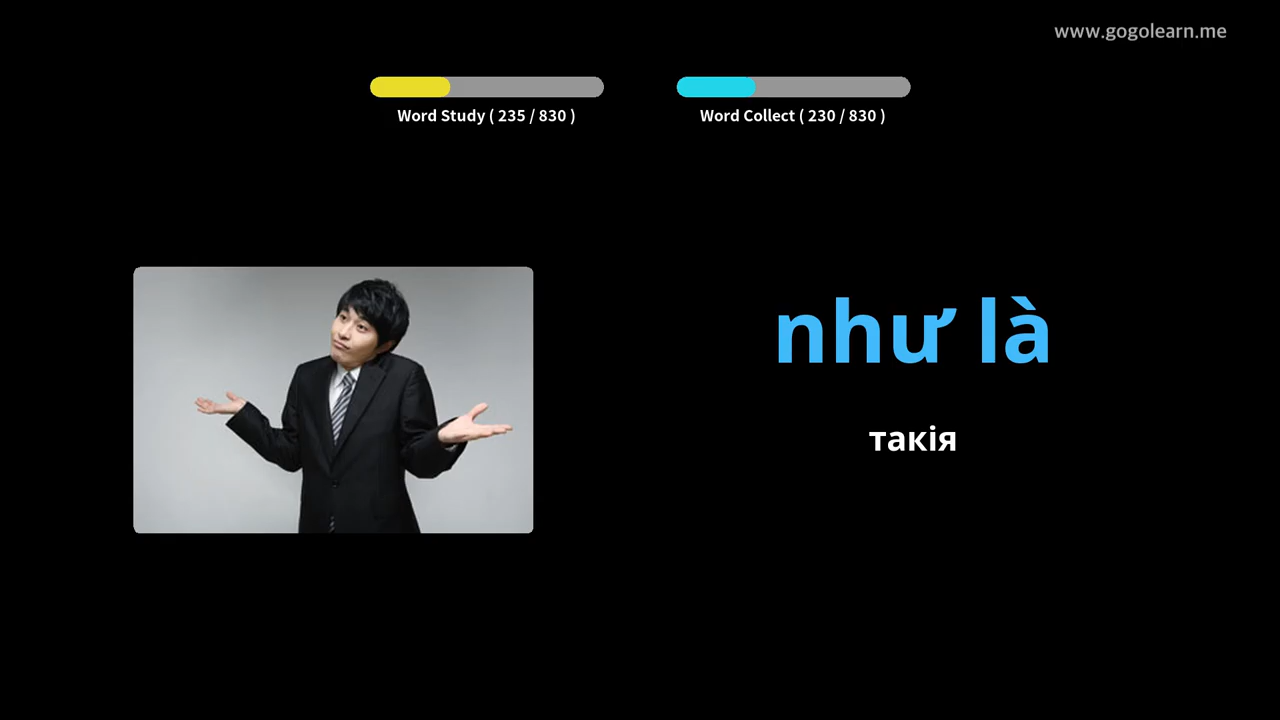 www.gogolearn.me
Word Study ( 235 / 830 )
Word Collect ( 230 / 830 )
như là
такія